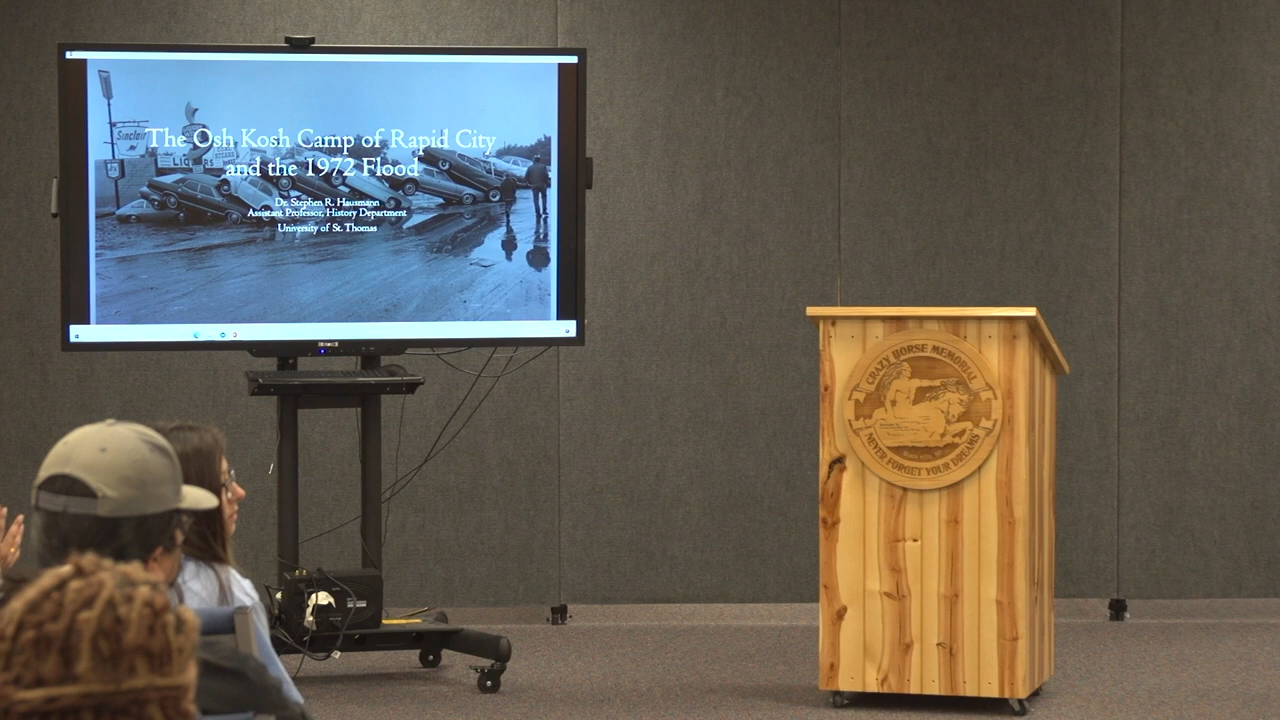 The Osh Kosh Camp of Rapid City
and the 1972 Flood
Dr. Stephen R. Hausmann
Assistant Professor, History Department
University of St. Thomas
Sinclair
CRAZY HORSE MEMORIAL
NEVER FORGET YOUR DREAMS